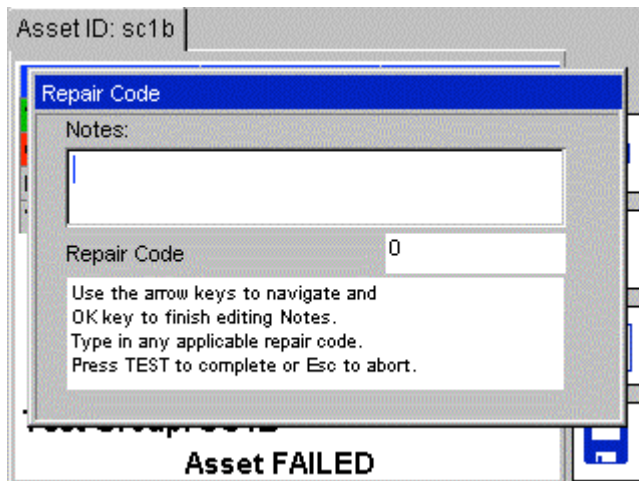 Asset ID: sc1b
Repair Code
Notes:
Repair Code
0
Use the arrow keys to navigate and
OK key to finish editing Notes.
Type in any applicable repair code.
Press TEST to complete or Esc to abort.
Asset FAILED